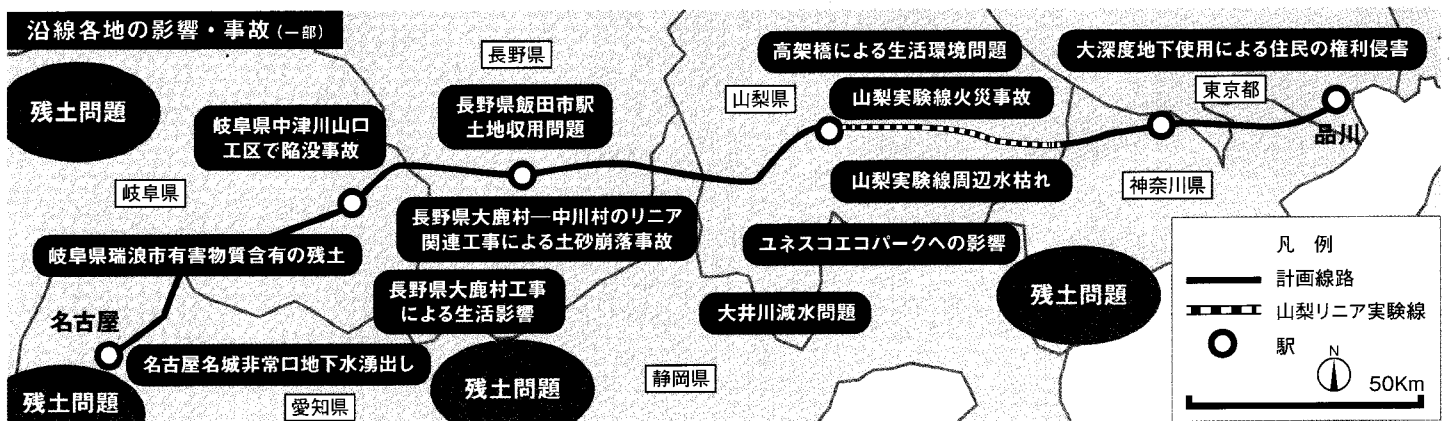 沿線各地の影響・事故(一部)
残土問題
岐阜県中津川山口
工区で陥没事故
長野県
長野県飯田市駅
土地収用問題
高架橋による生活環境問題
大深度地下使用による住民の権利侵害
山梨県
山梨実験線火災事故
東京都
品川
岐阜県
山梨実験線周辺水枯れ
神奈川県
岐阜県瑞浪市有害物質含有の残土
長野県大鹿村―中川村のリニア
関連工事による土砂崩落事故
ユネスコエコパークへの影響
長野県大鹿村工事
による生活影響
大井川減水問題
残土問題
名古屋
名古屋名城非常口地下水湧出し
残土問題
愛知県
残土問題
静岡県
凡 例
計画線路
山梨リニア実験線
駅
N
50Km